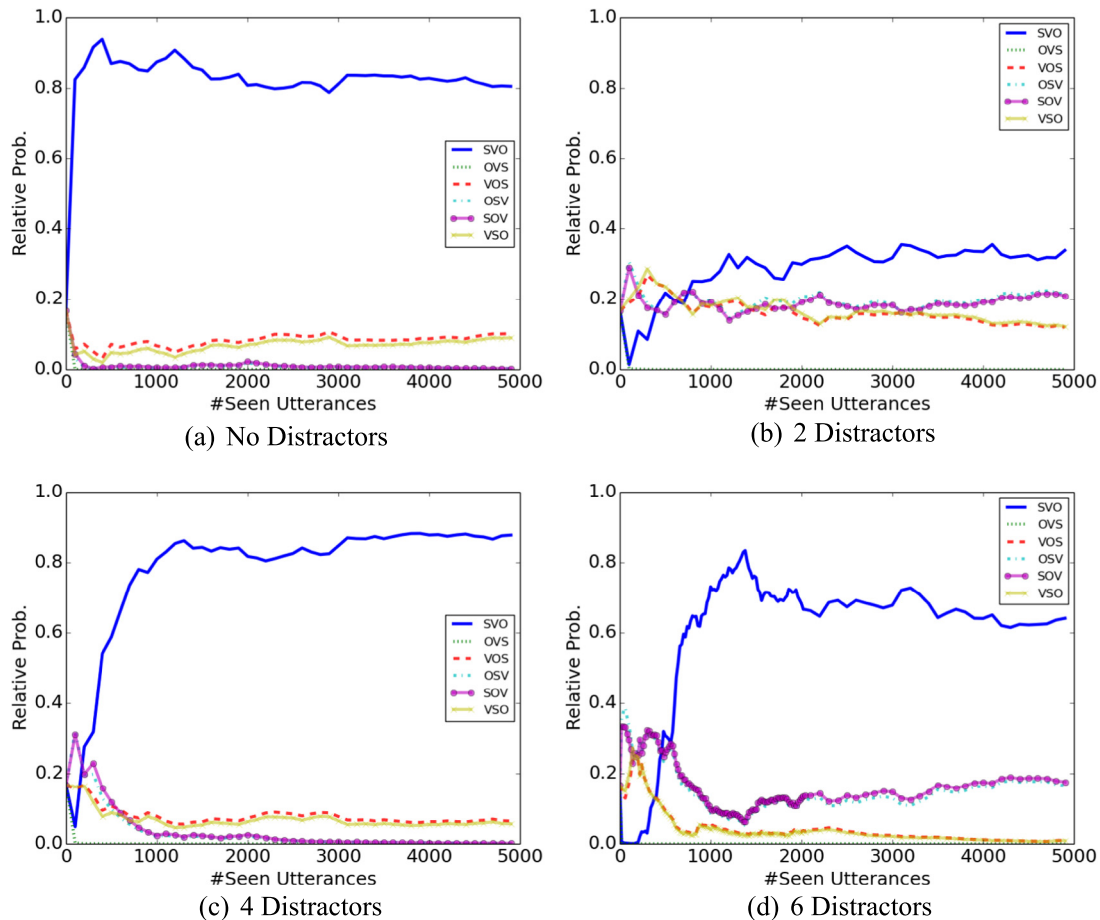 1.0
0.8
0.6
0.4
0.2
0.0
Relative Prob.
SVO
OVS
VOS
OSV
SOV
VSO
0 1000 2000 3000 4000 5000
#Seen Utterances
(a) No Distractors
1.0
0.8
0.6
0.4
0.2
0.0
Relative Prob.
SVO
OVS
VOS
OSV
SOV
VSO
0 1000 2000 3000 4000 5000
#Seen Utterances
(b) 2 Distractors
1.0
0.8
0.6
0.4
0.2
0.0
Relative Prob.
SVO
OVS
VOS
OSV
SOV
VSO
0 1000 2000 3000 4000 5000
#Seen Utterances
(c) 4 Distractors
1.0
0.8
0.6
0.4
0.2
0.0
Relative Prob.
SVO
OVS
VOS
OSV
SOV
VSO
0 1000 2000 3000 4000 5000
#Seen Utterances
(d) 6 Distractors